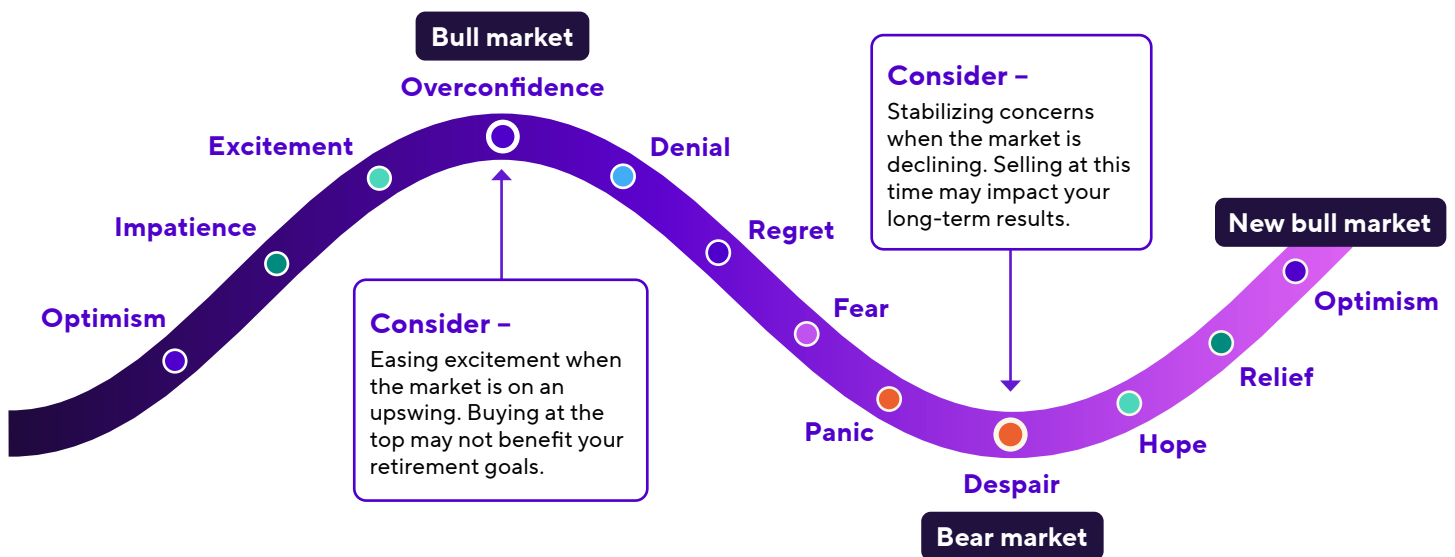 Bull market
Overconfidence
Excitement
Impatience
Optimism
Consider –
Easing excitement when
the market is on an
upswing. Buying at the
top may not benefit your
retirement goals.
Denial
Regret
Fear
Panic
Consider –
Stabilizing concerns
when the market is
declining. Selling at this
time may impact your
long-term results.
Despair
Bear market
Hope
Relief
Optimism
New bull market